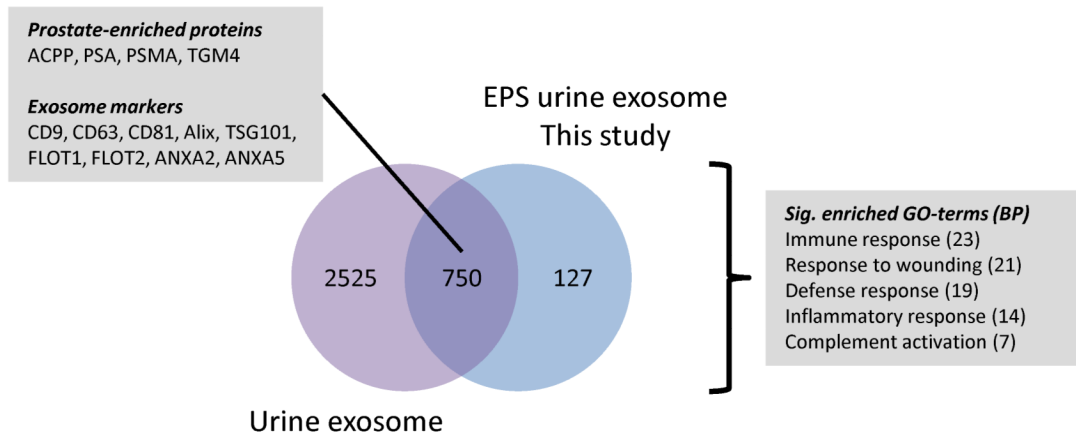 Prostate-enriched proteins
ACPP, PSA, PSMA, TGM4
Exosome markers
CD9, CD63, CD81, Alix, TSG101,
FLOT1, FLOT2, ANXA2, ANXA5
EPS urine exosome
This study
2525
750
127
Sig. enriched GO-terms (BP)
Immune response (23)
Response to wounding (21)
Defense response (19)
Inflammatory response (14)
Complement activation (7)
Urine exosome